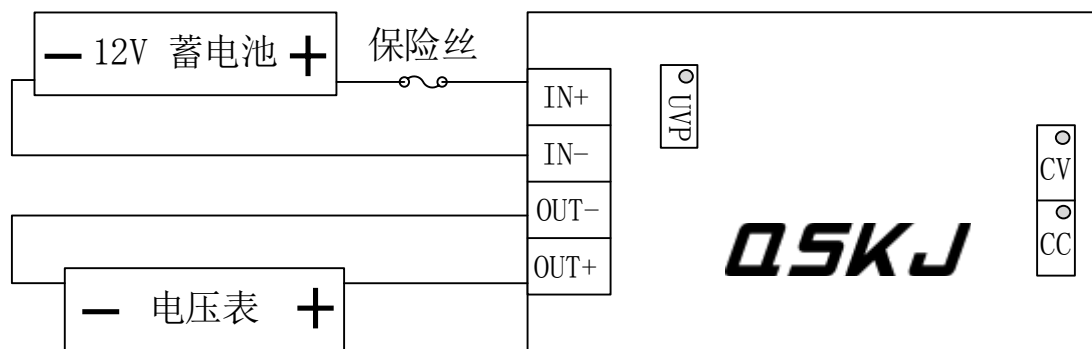 − 12V 蓄电池 +
保险丝
IN+
IN−
OUT−
OUT+
− 电压表 +
UVP
QSKJ
CV
CC